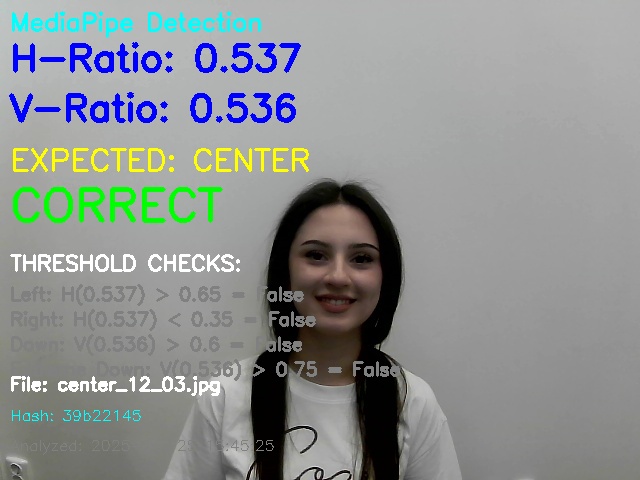 MediaPipe Detection
H-Ratio: 0.537
V-Ratio: 0.536
EXPECTED: CENTER
CORRECT
THRESHOLD CHECKS:
Left: H(0.537) > 0.65 = False
Right: H(0.537) < 0.35 = False
Down: V(0.536) > 0.6 = False
Down: V(0.536) > 0.75 = False
File: center_12_03.jpg
Hash: 39b22145
Analyzed: